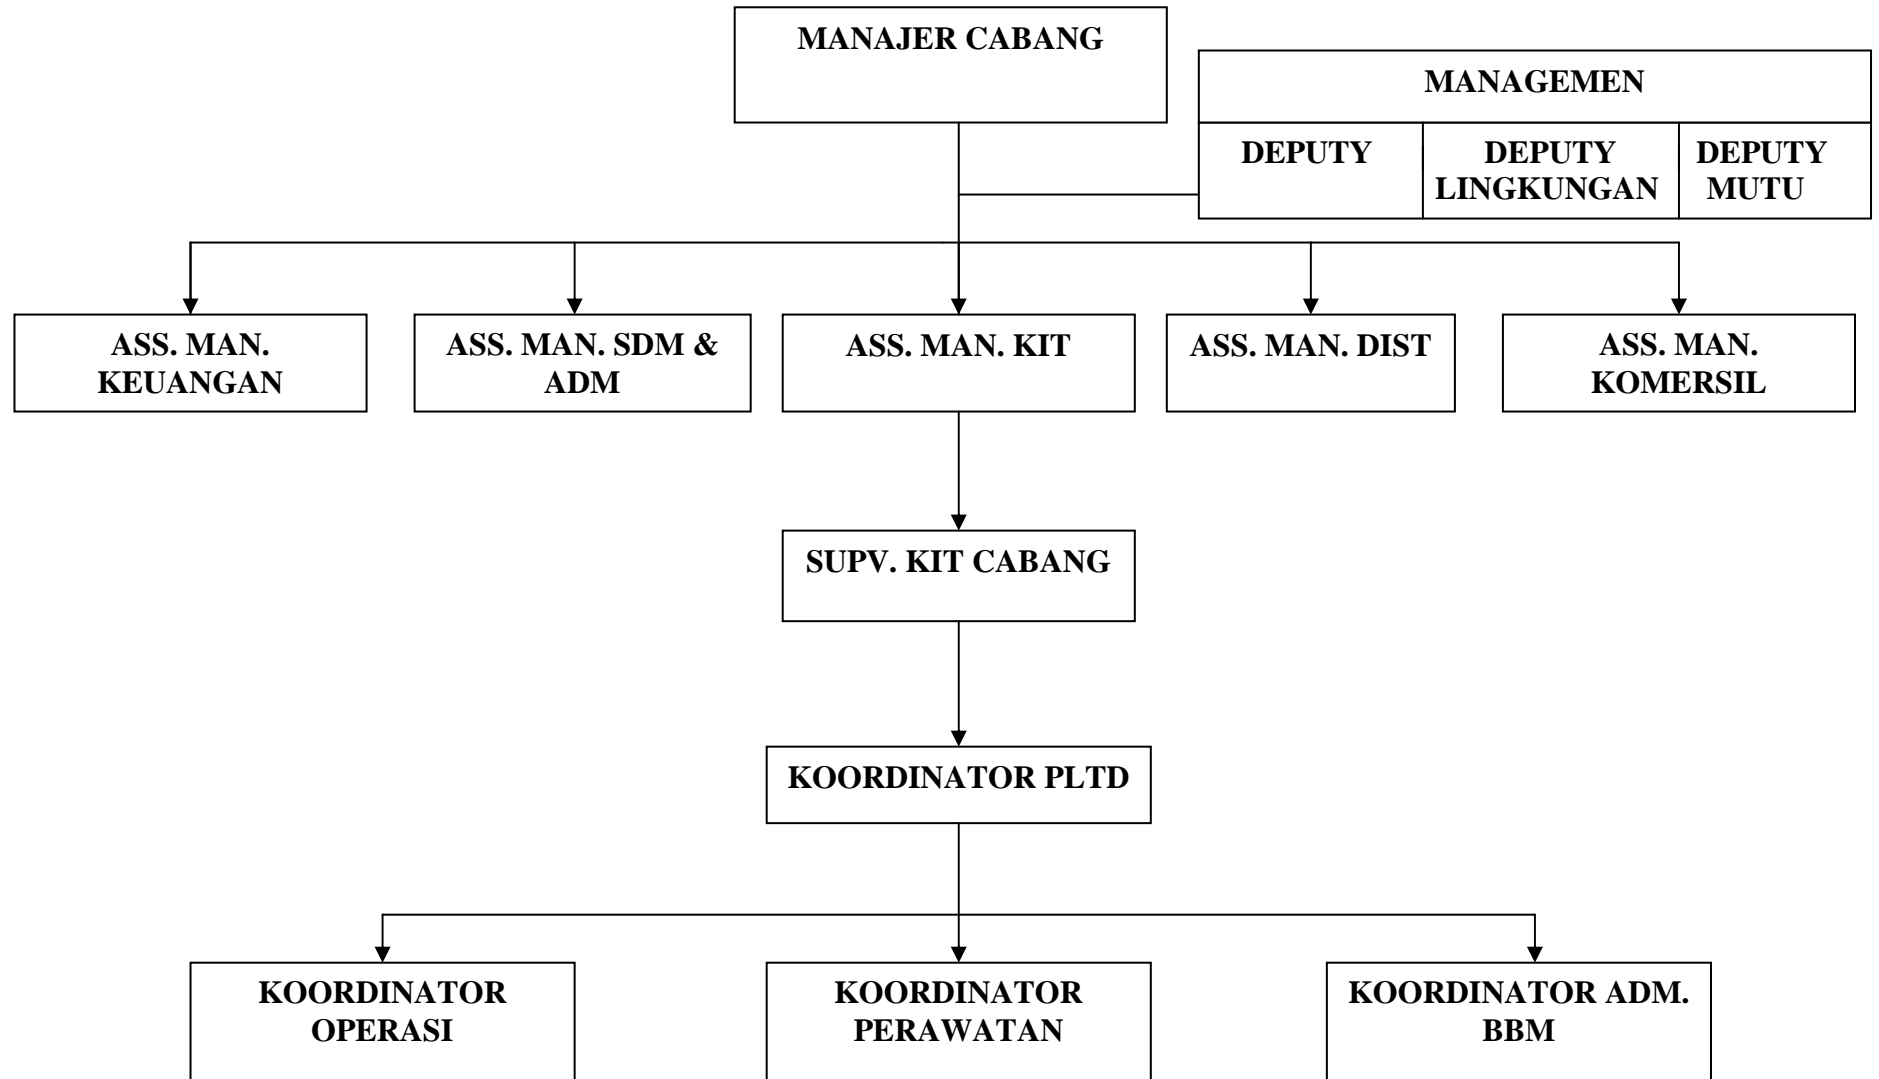 MANAJER CABANG
MANAGEMEN
DEPUTY
DEPUTY
LINGKUNGAN
DEPUTY
MUTU
ASS. MAN.
KEUANGAN
ASS. MAN. SDM &
ADM
ASS. MAN. KIT
ASS. MAN. DIST
ASS. MAN.
KOMERSIL
SUPV. KIT CABANG
KOORDINATOR PLTD
KOORDINATOR
OPERASI
KOORDINATOR
PERAWATAN
KOORDINATOR ADM.
BBM